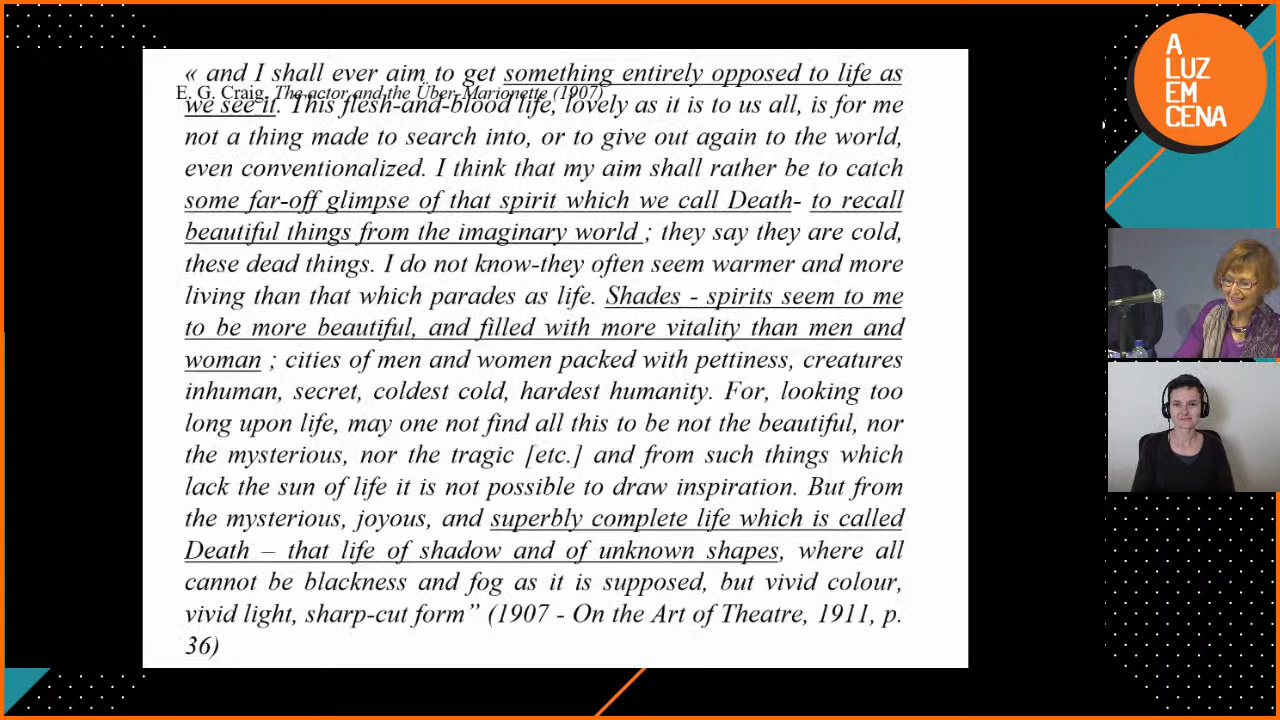 « and I shall ever aim to get something entirely opposed to life as
E. G. Craig, The actor and the Über-Marionette (1907)
we see it. This flesh-and-blood life, lovely as it is to us all, is for me
not a thing made to search into, or to give out again to the world,
even conventionalized. I think that my aim shall rather be to catch
some far-off glimpse of that spirit which we call Death- to recall
beautiful things from the imaginary world ; they say they are cold,
these dead things. I do not know-they often seem warmer and more
living than that which parades as life. Shades - spirits seem to me
to be more beautiful, and filled with more vitality than men and
woman ; cities of men and women packed with pettiness, creatures
inhuman, secret, coldest cold, hardest humanity. For, looking too
long upon life, may one not find all this to be not the beautiful, nor
the mysterious, nor the tragic [etc.] and from such things which
lack the sun of life it is not possible to draw inspiration. But from
the mysterious, joyous, and superbly complete life which is called
Death – that life of shadow and of unknown shapes, where all
cannot be blackness and fog as it is supposed, but vivid colour,
vivid light, sharp-cut form” (1907 - On the Art of Theatre, 1911, p.
36)
A
LUZ
EM
CENA